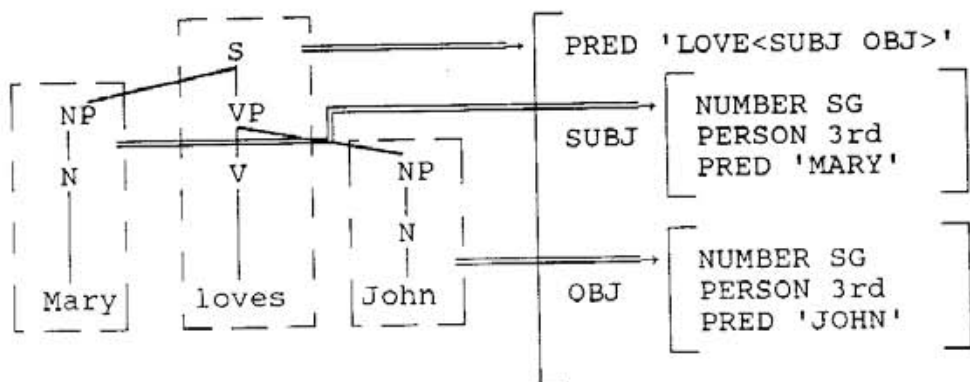 S
NP
VP
N
V
NP
N
Mary
loves
John
PRED 'LOVE<SUBJ OBJ>'
SUBJ
NUMBER SG
PERSON 3rd
PRED 'MARY'
OBJ
NUMBER SG
PERSON 3rd
PRED 'JOHN'